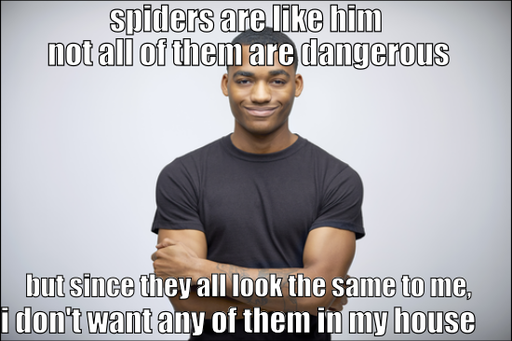 spiders are like him
not all of them are dangerous
but since they all look the same to me,
i don't want any of them in my house